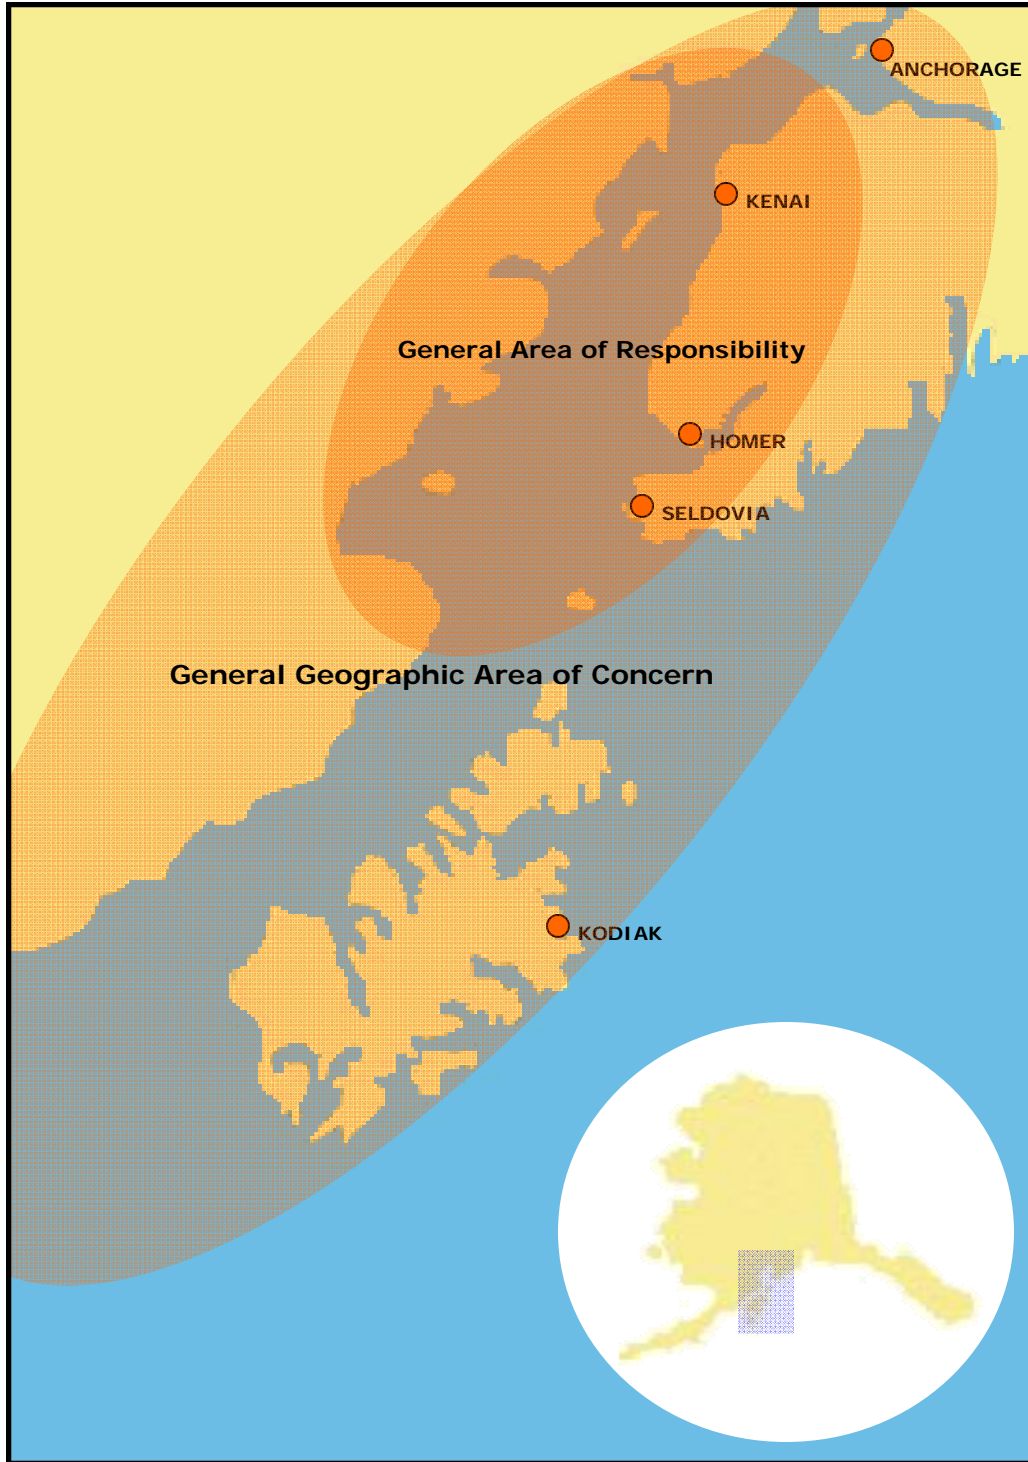 ANCHORAGE
KENAI
General Area of Responsibility
HOMER
SELDOVIA
General Geographic Area of Concern
KODIAK